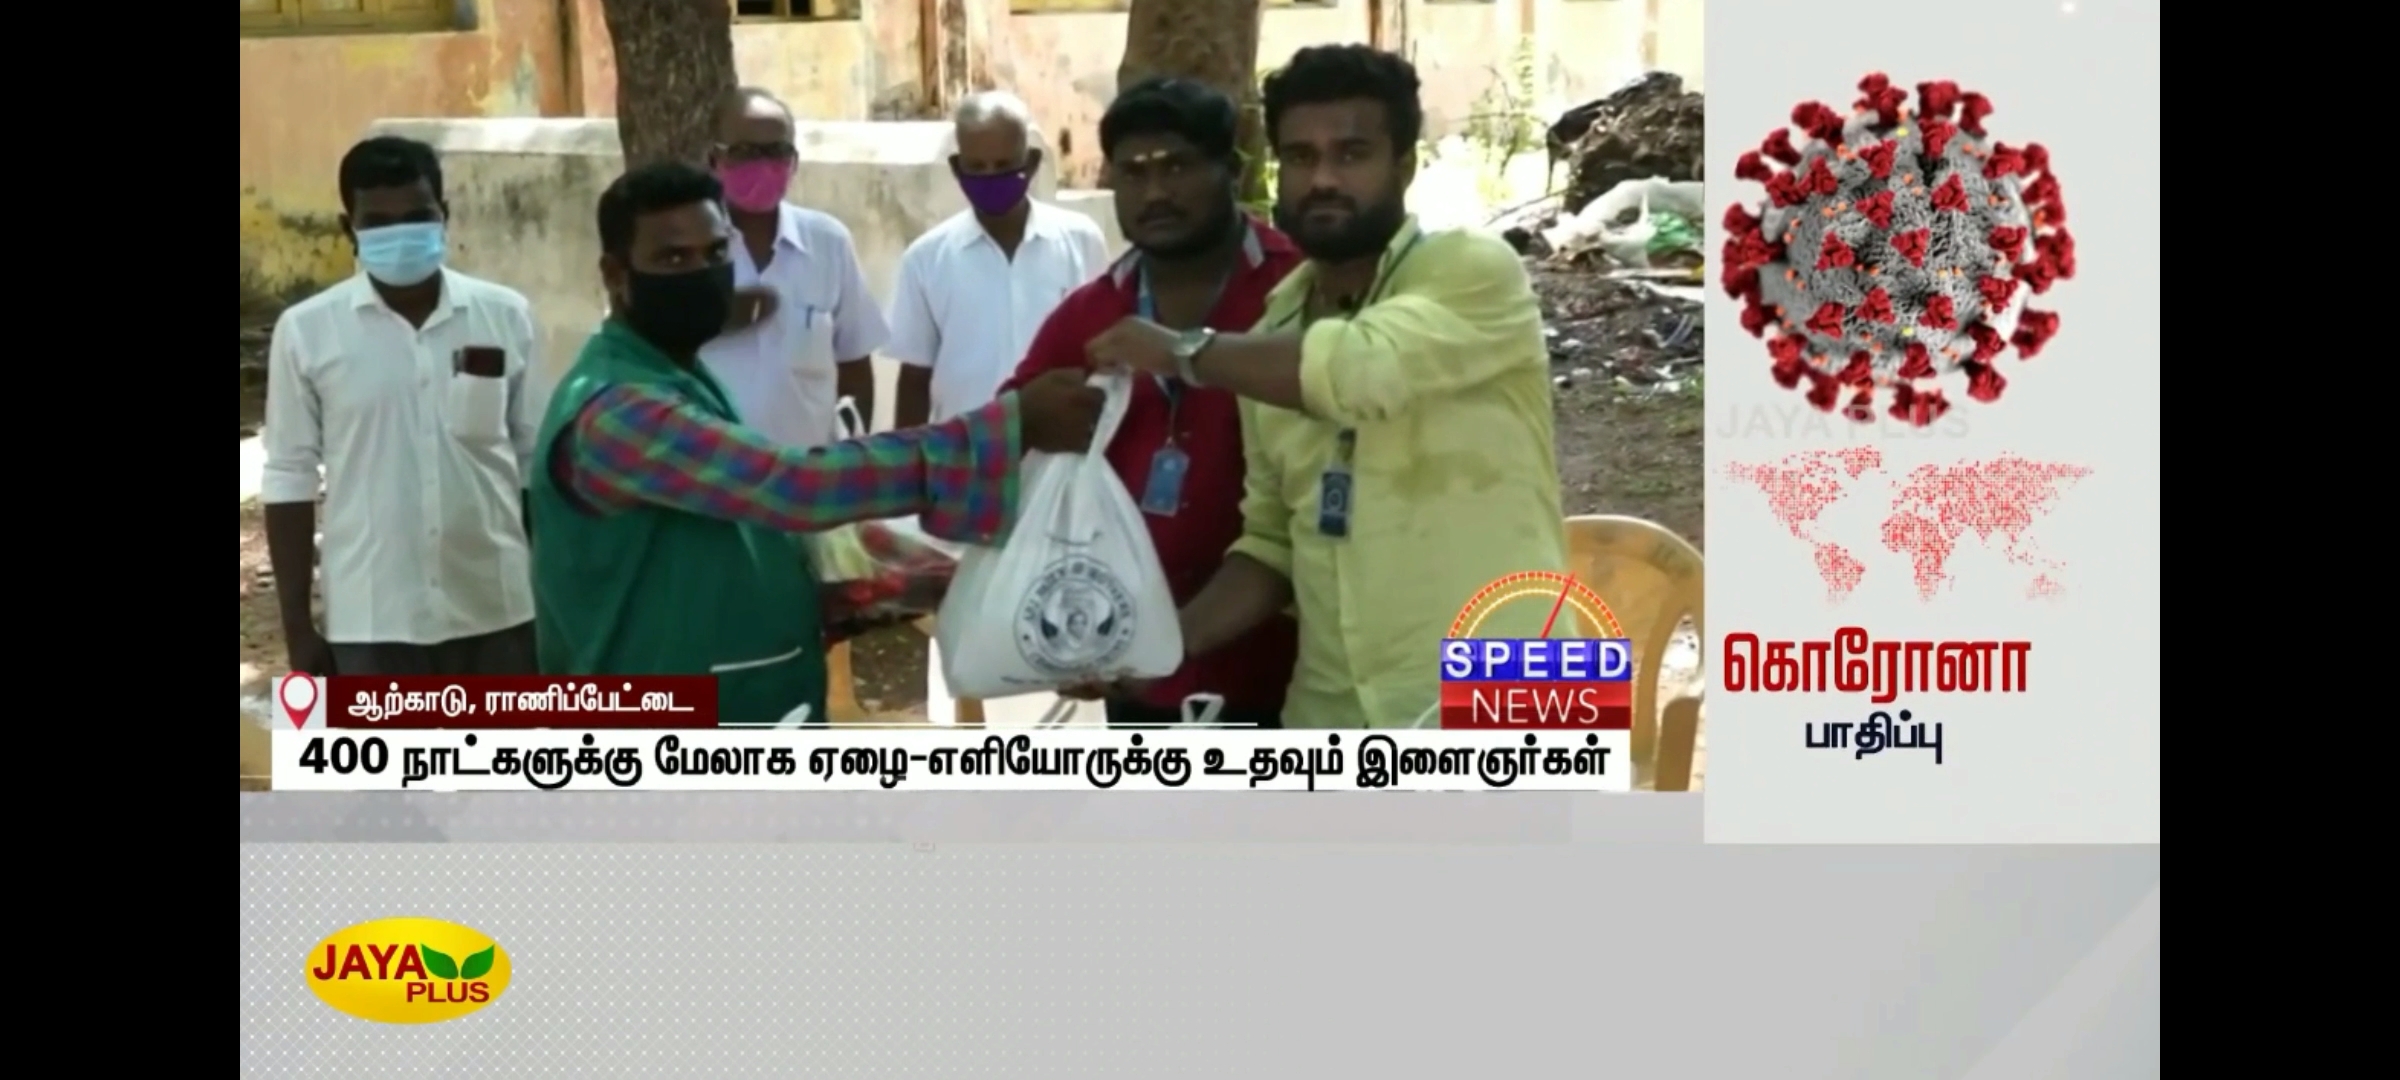 JAYA PLUS
ஆற்காடு, ராணிப்பேட்டை
SPEED
NEWS
400 நாட்களுக்கு மேலாக ஏழை-எளியோருக்கு உதவும் இளைஞர்கள்
கொரோனா
பாதிப்பு
JAYA
PLUS